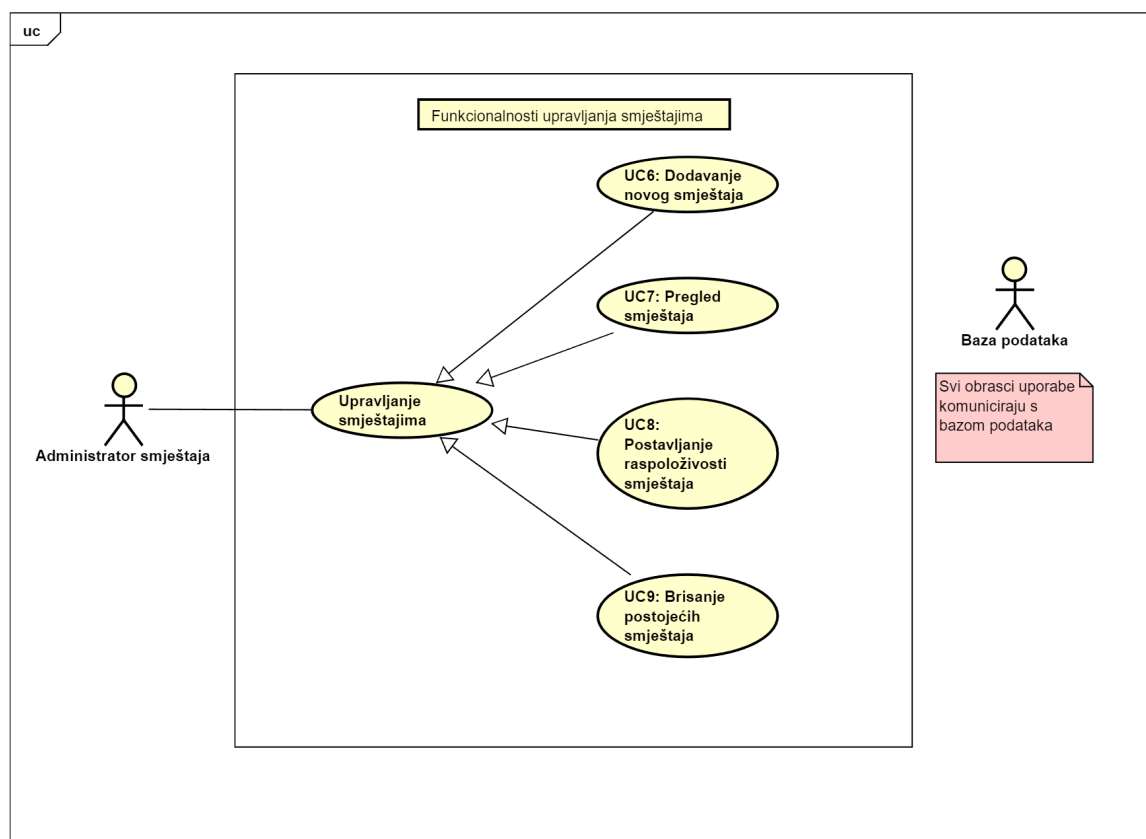 uc
Funkcionalnosti upravljanja smještajima
UC6: Dodavanje
novog smještaja
UC7: Pregled
smještaja
Baza podataka
Svi obrasci uporabe
komuniciraju s
bazom podataka
Upravljanje
smještajima
Administrator smještaja
UC8:
Postavljanje
raspoloživosti
smještaja
UC9: Brisanje
postojećih
smještaja